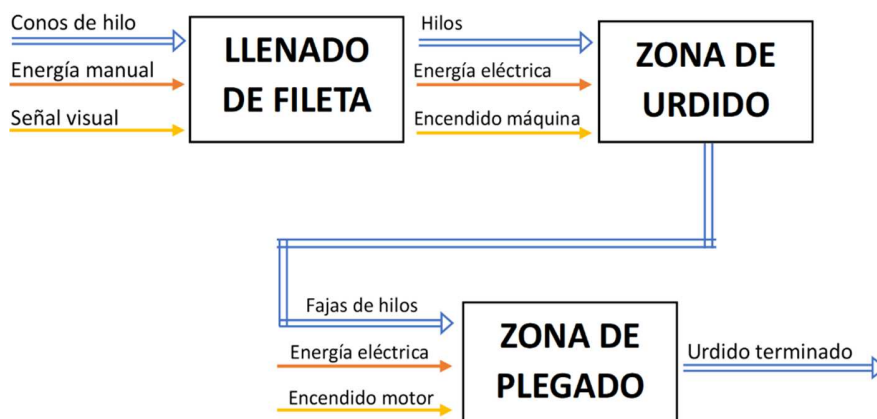 Conos de hilo
Energía manual
Señal visual
LLENADO
DE FILETA
Hilos
Energía eléctrica
Encendido máquina
ZONA DE
URDIDO
Fajas de hilos
Energía eléctrica
Encendido motor
ZONA DE
PLEGADO
Urdido terminado